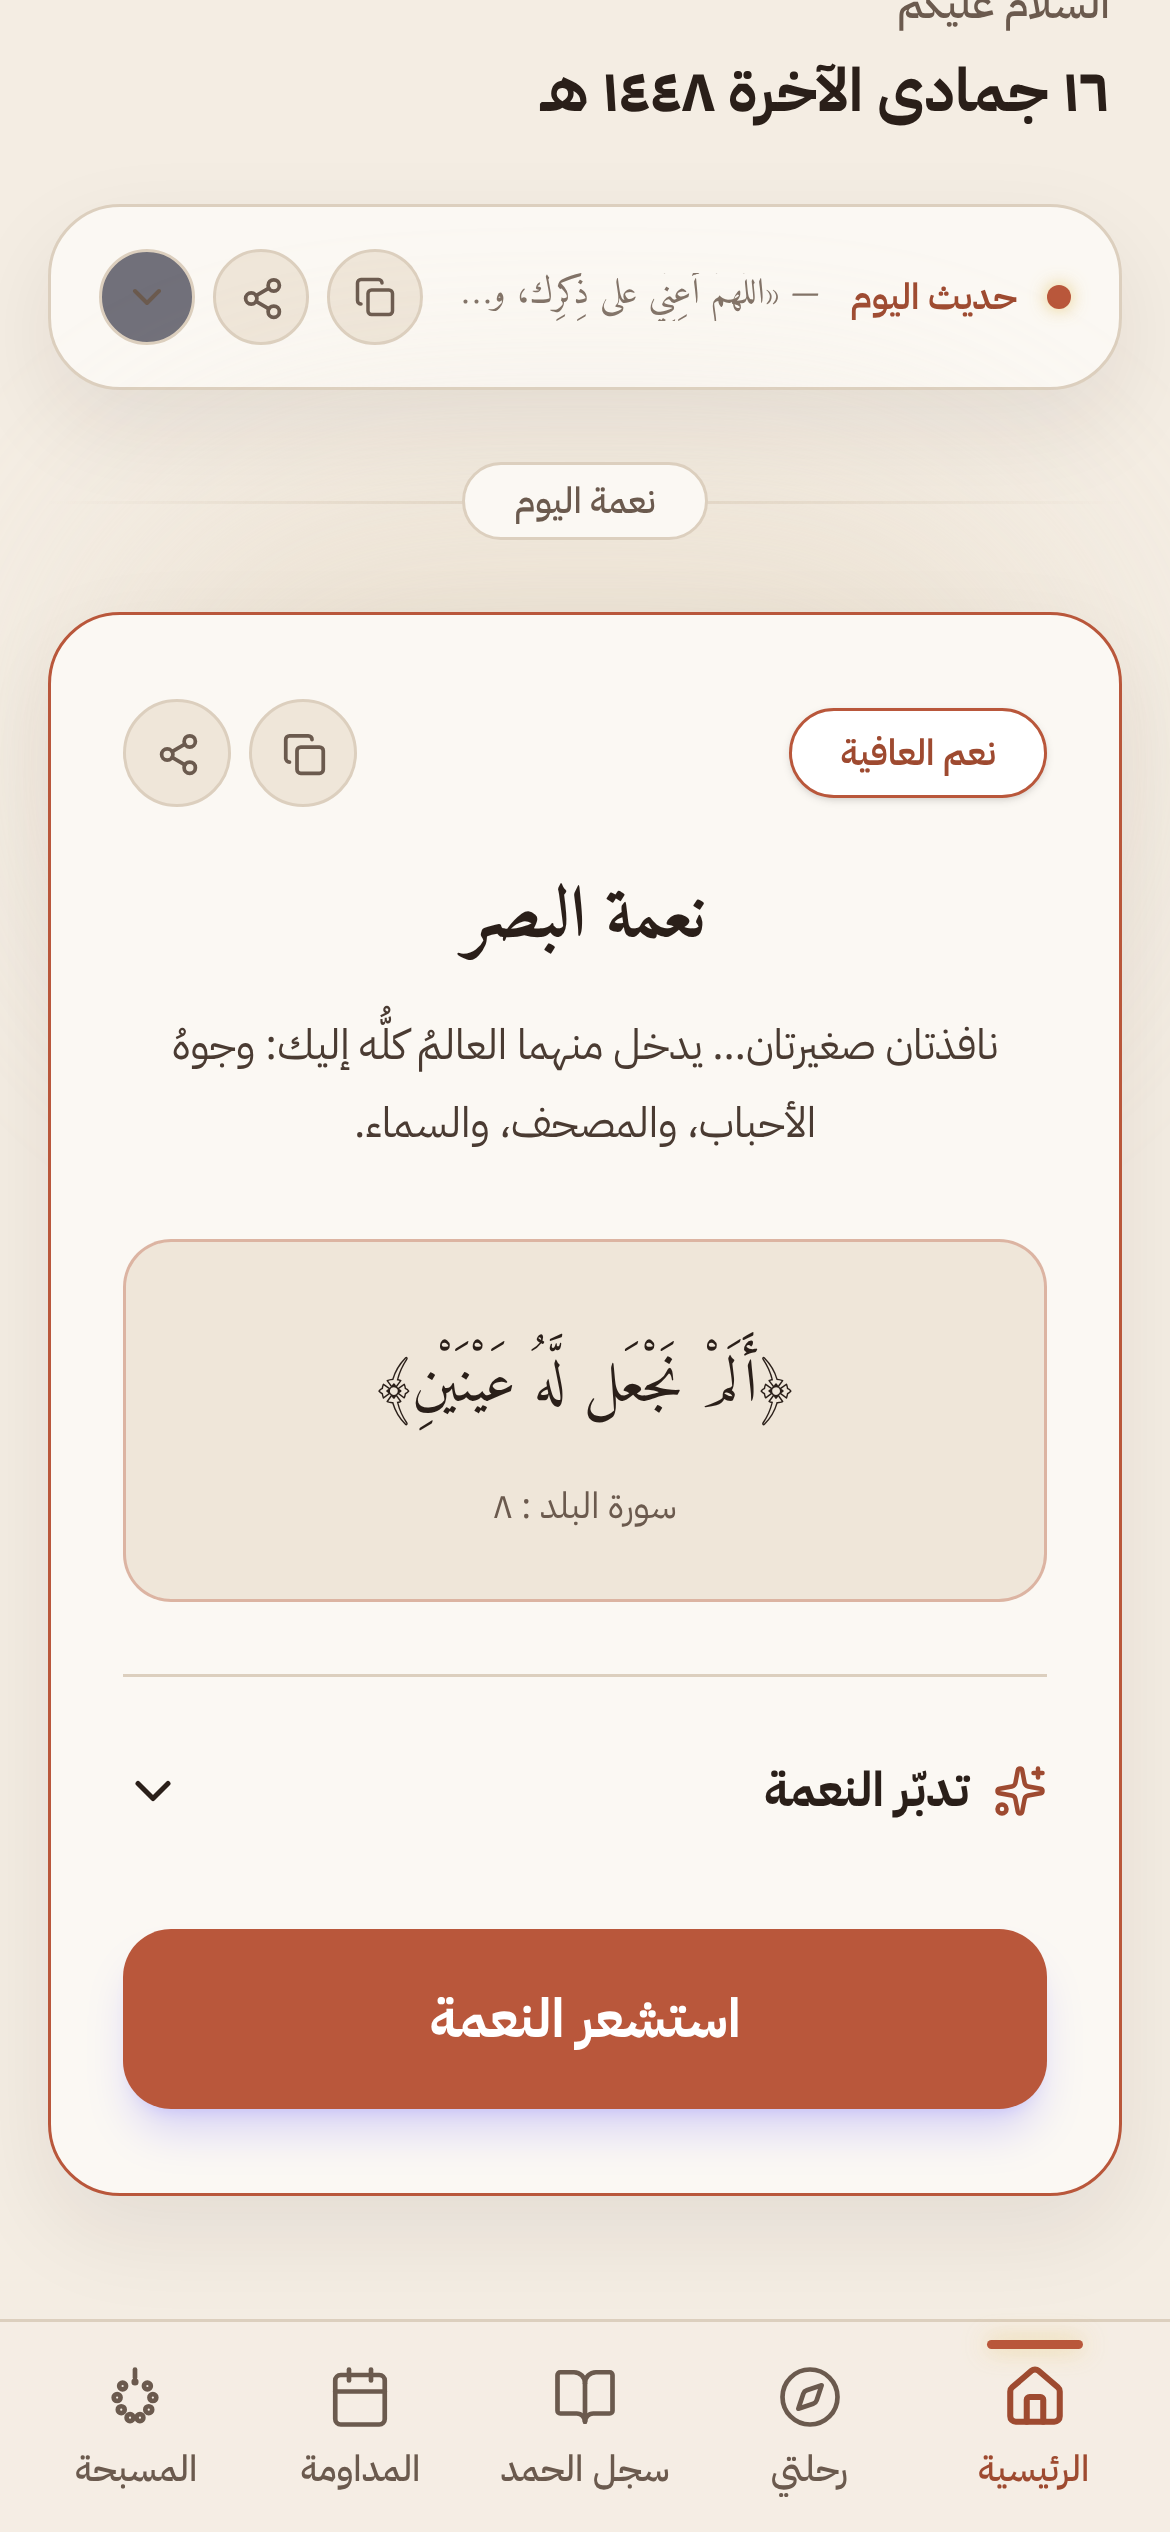 السلام عليكم
١٦ جمادى الآخرة ١٤٤٨ هـ
حديث اليوم — «اللهم أعِنِّي على ذِكرِك، و...
نعمة اليوم
نعم العافية
نعمة البصر
نافذتان صغيرتان... يدخل منهما العالمُ كلُّه إليك: وجوهُ
الأحباب، والمصحف، والسماء.
﴿أَلَمْ نَجْعَل لَّهُ عَيْنَيْنِ﴾
سورة البلد : ٨
تدبّر النعمة
استشعر النعمة
الرئيسية
رحلتي
سجل الحمد
المداومة
المسبحة